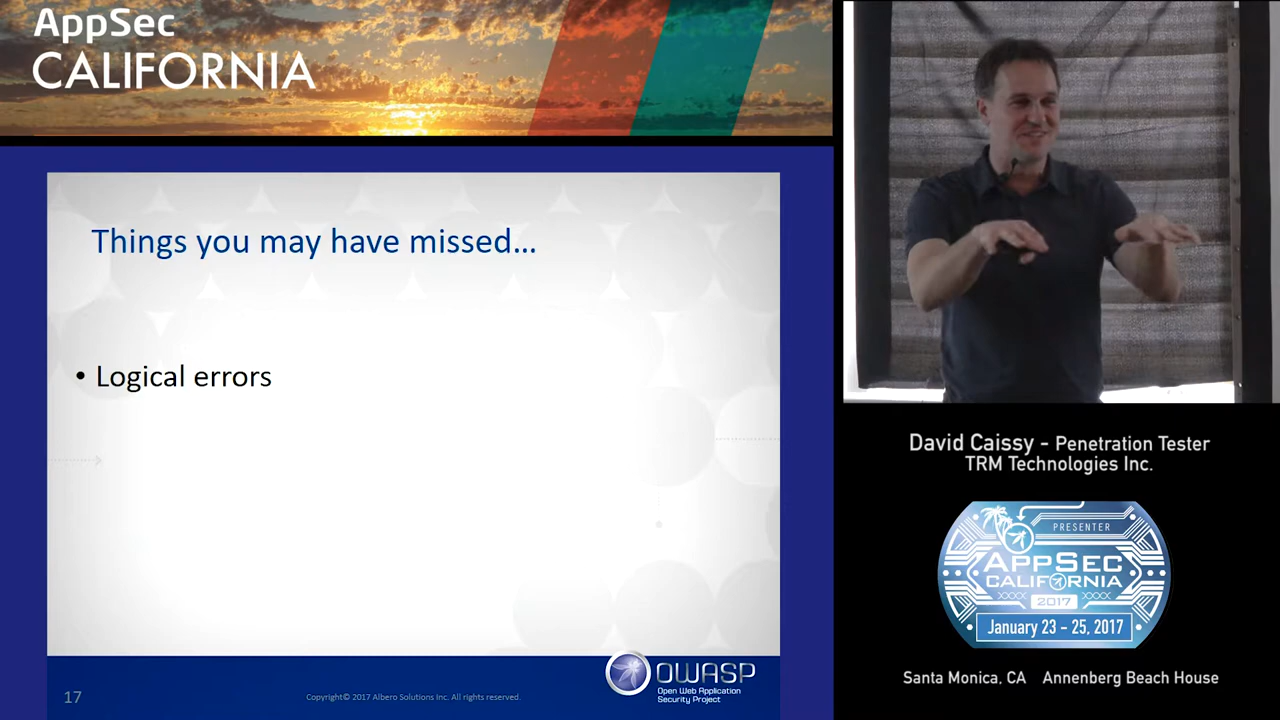 AppSec
CALIFORNIA
Things you may have missed...
• Logical errors
17
Copyright© 2017 Albero Solutions Inc. All rights reserved.
OWASP
Open Web Application
Security Project
David Caissy - Penetration Tester
TRM Technologies Inc.
PRESENTER
APPSEC
CALIFORNIA
2017
January 23 - 25, 2017
Santa Monica, CA Annenberg Beach House